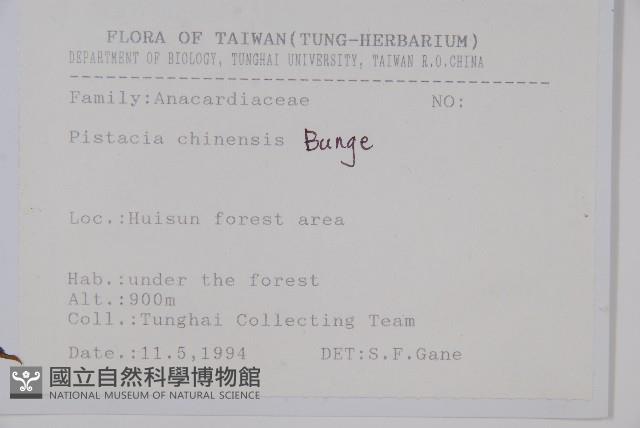 FLORA OF TAIWAN(TUNG-HERBARIUM)
DEPARTMENT OF BIOLOGY, TUNGHAI UNIVERSITY, TAIWAN R.O.CHINA
Family:Anacardiaceae NO:
Pistacia chinensis Bunge
Loc.:Huisun forest area
Hab.:under the forest
Alt.:900m
Coll.:Tunghai Collecting Team
Date.:11.5,1994 DET:S.F.Gane
國立自然科學博物館
NATIONAL MUSEUM OF NATURAL SCIENCE